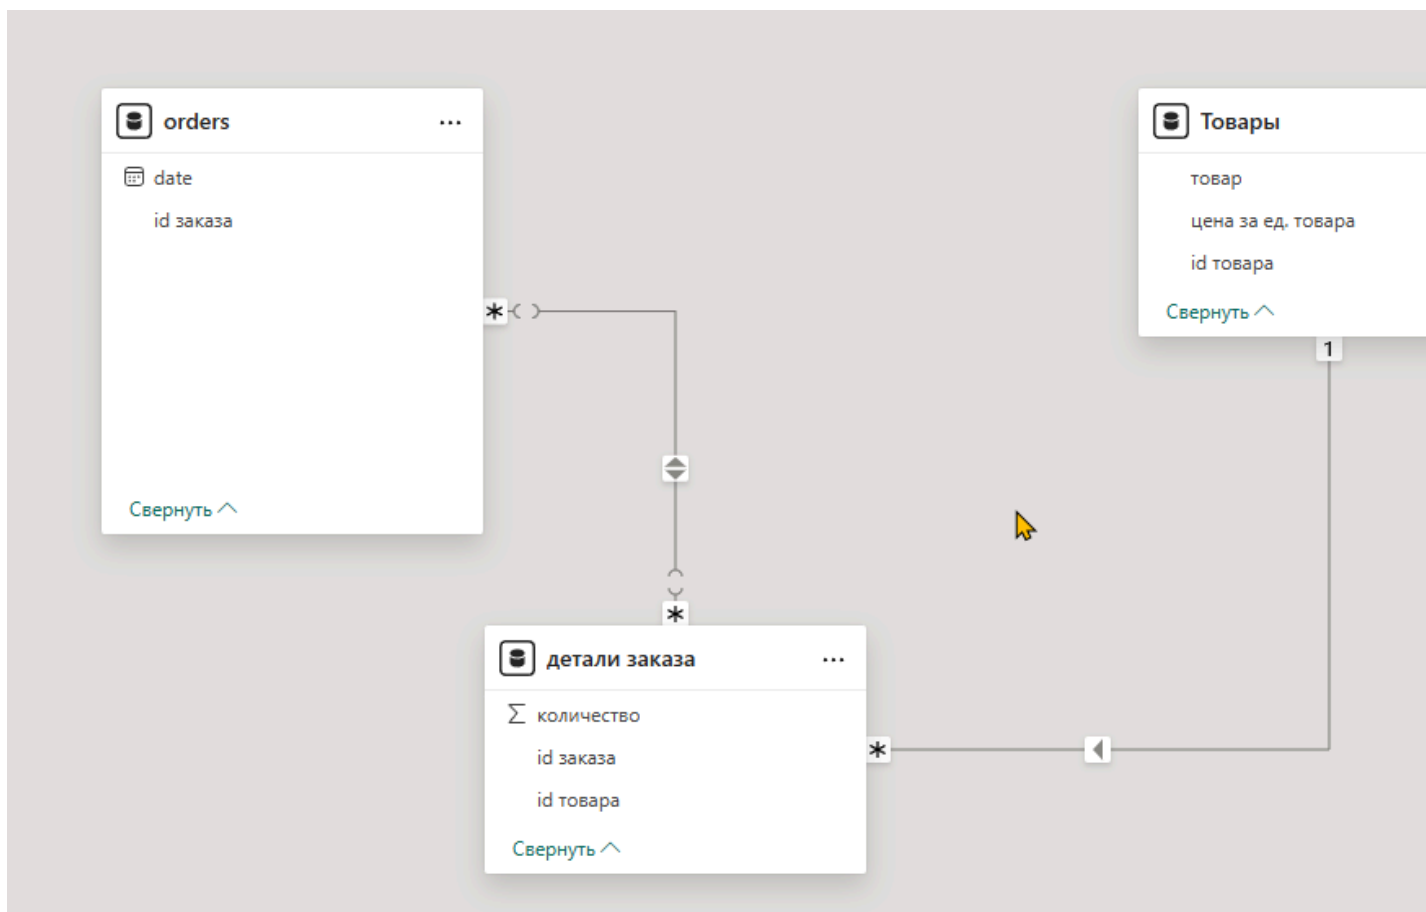 orders
date
id заказа
Свернуть
Товары
товар
цена за ед. товара
id товара
Свернуть
1
*
*
детали заказа
Σ количество
id заказа
id товара
Свернуть
*